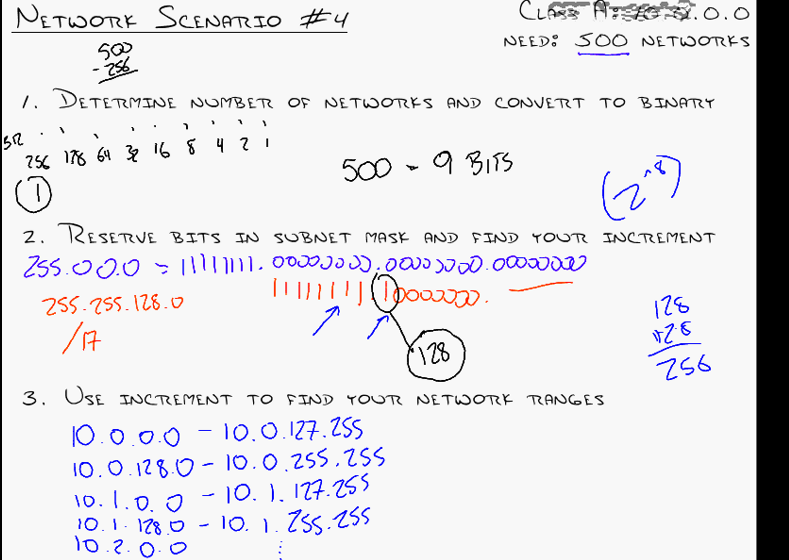 NETWORK SCENARIO #4
CLASS A: 10.0.0
NEED: 500 NETWORKS
500
- 256
1. DETERMINE NUMBER OF NETWORKS AND CONVERT TO BINARY
512 256 128 64 32 16 8 4 2 1
1
500 - 9 BITS
(2^8)
2. RESERVE BITS IN SUBNET MASK AND FIND YOUR INCREMENT
255.0.0.0 = 11111111.00000000.00000000.00000000
11111111.10000000.
255.255.128.0
/17
128
128
128
256
3. USE INCREMENT TO FIND YOUR NETWORK RANGES
10.0.0.0 - 10.0.127.255
10.0.128.0 - 10.0.255.255
10.1.0.0 - 10.1.127.255
10.1.128.0 - 10.1.255.255
10.2.0.0